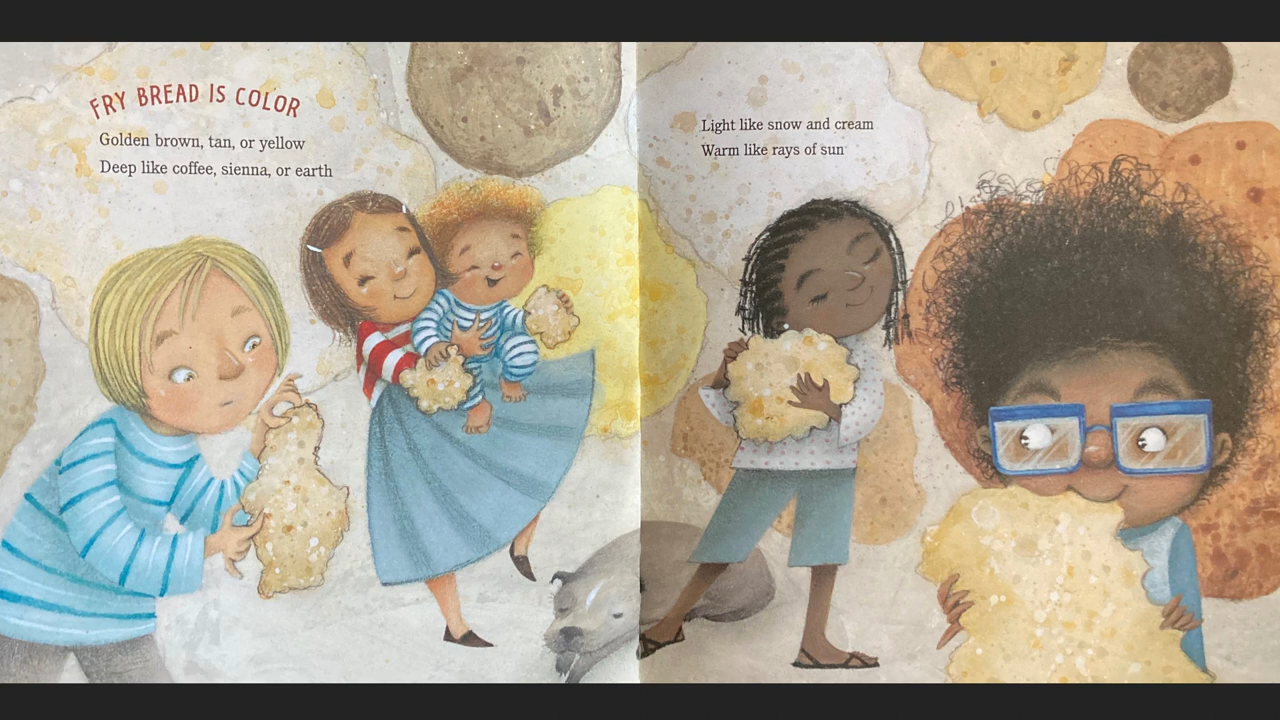 FRY BREAD IS COLOR
Golden brown, tan, or yellow
Deep like coffee, sienna, or earth
Light like snow and cream
Warm like rays of sun